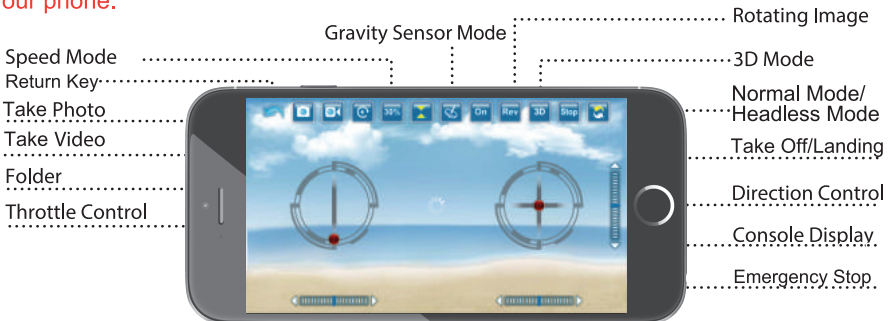 our phone.
Rotating Image
Gravity Sensor Mode
Speed Mode
3D Mode
Return Key
Take Photo
Normal Mode/
Headless Mode
Take Video
Take Off/Landing
Folder
Direction Control
Throttle Control
Console Display
Emergency Stop
30%
On
Rev
3D
Stop